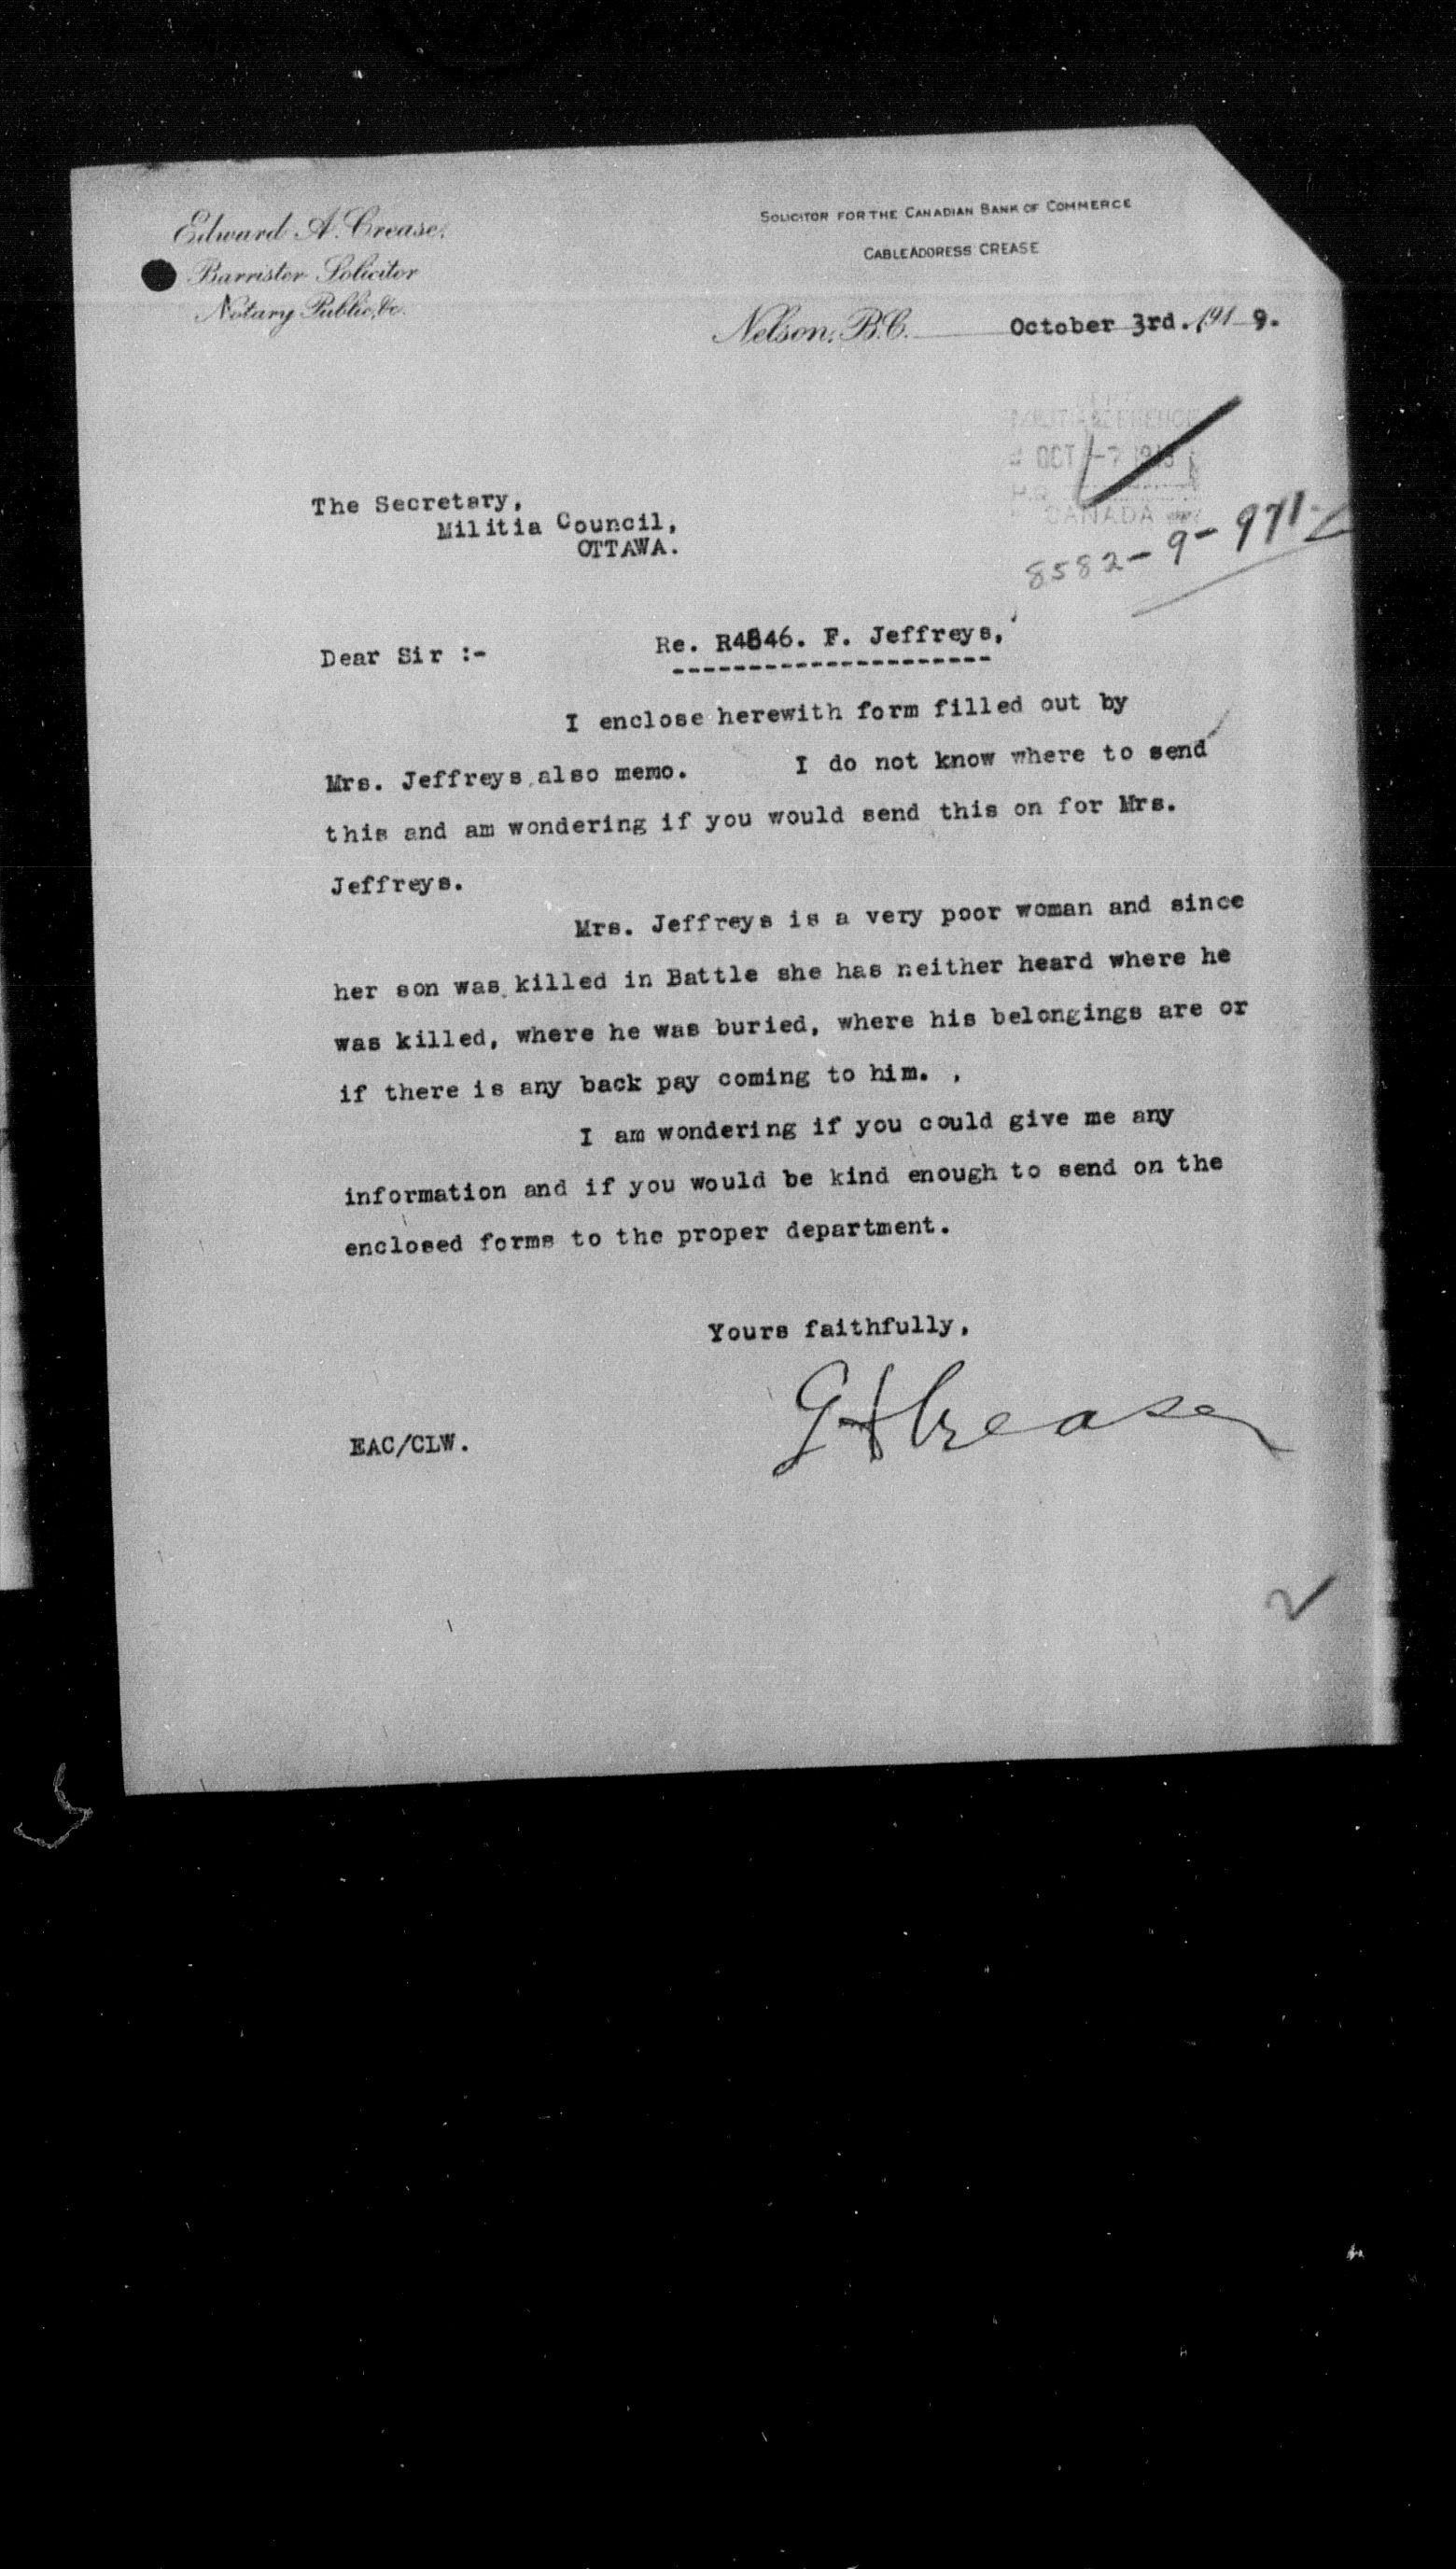 Edward A. Crease,
Barrister Solicitor
Notary Public, &c.
SOLICITOR FOR THE CANADIAN BANK OF COMMERCE
CABLE ADDRESS CREASE
Nelson, B.C. October 3rd. 191 9.
OCT -7 19
CANADA
8582-9-971
The Secretary,
Militia Council,
OTTAWA.
Dear Sir :- Re. R4846. F. Jeffreys,
--------------------
I enclose herewith form filled out by
Mrs. Jeffreys also memo. I do not know where to send
this and am wondering if you would send this on for Mrs.
Jeffreys.
Mrs. Jeffreys is a very poor woman and since
her son was killed in Battle she has neither heard where he
was killed, where he was buried, where his belongings are or
if there is any back pay coming to him. ,
I am wondering if you could give me any
information and if you would be kind enough to send on the
enclosed forms to the proper department.
Yours faithfully,
Crease
EAC/CLW.